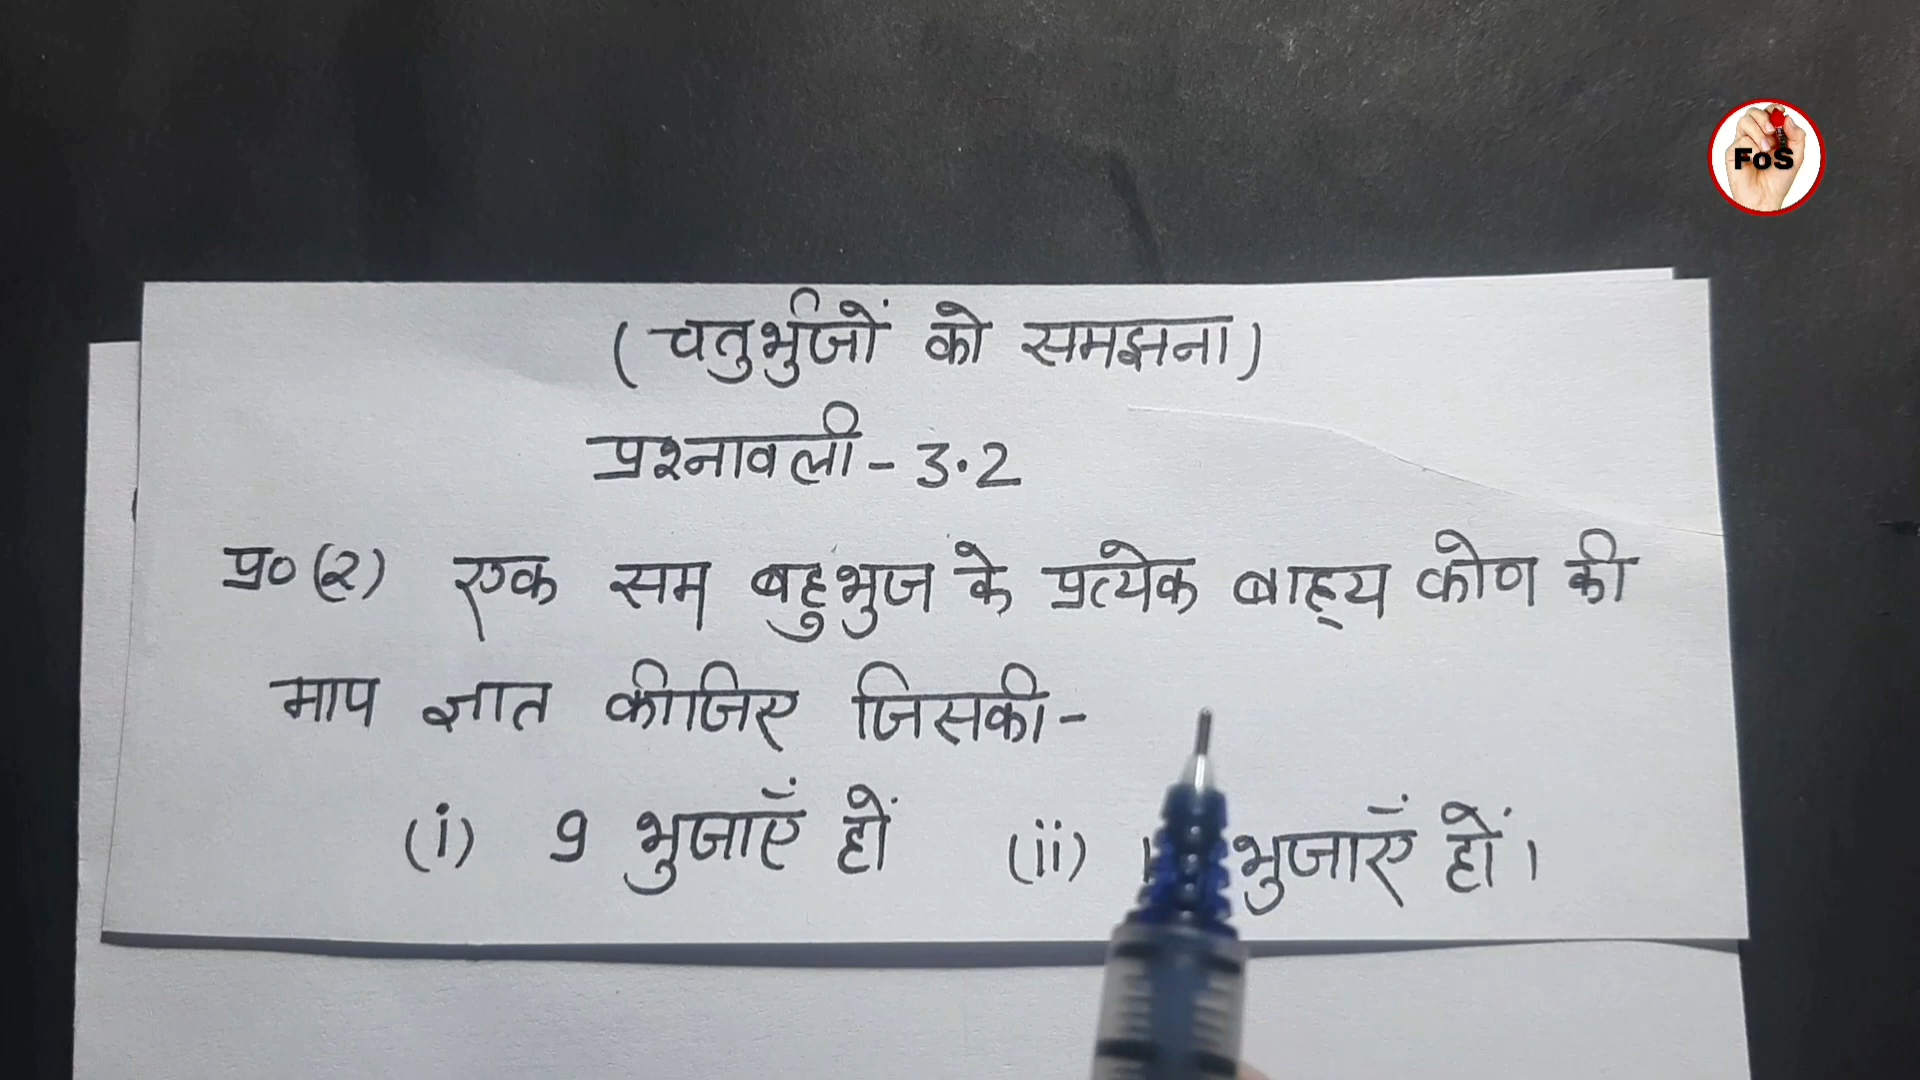 FoS
(चतुर्भुजों को समझना)
प्रश्नावली - 3.2
प्र० (2) एक सम बहुभुज के प्रत्येक बाह्य कोण की
माप ज्ञात कीजिए जिसकी -
(i) 9 भुजाएँ हों (ii) भुजाएँ हों।